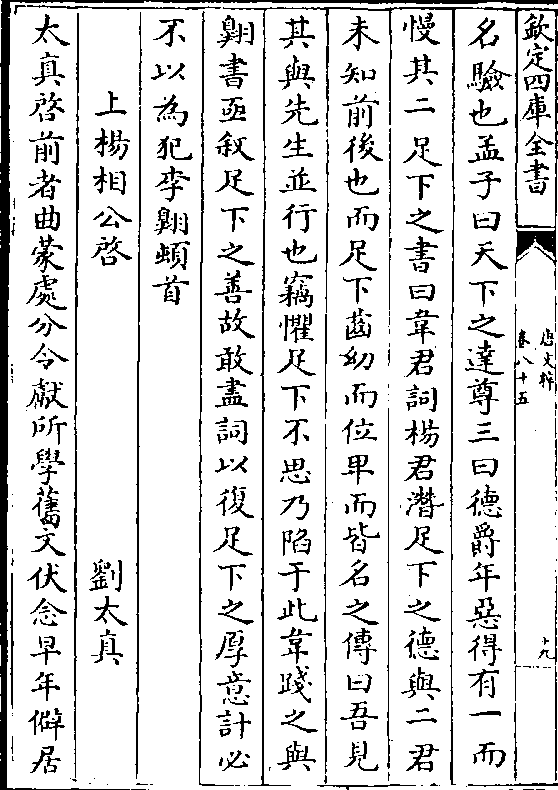 欽定四庫全書
唐文粹
卷八十五
十九
名驗也孟子曰天下之達尊三曰德爵年惡得有一而
慢其二足下之書曰韋君詞楊君潛足下之德與二君
未知前後也而足下齒幼而位卑而皆名之傳曰吾見
其與先生並行也竊懼足下不思乃陷于此韋踐之與
翺書亟叙足下之善故敢盡詞以復足下之厚意計必
不以為犯李翺頓首
上楊相公啓
劉太真
太真啓前者曲蒙處分令獻所學舊文伏念早年僻居